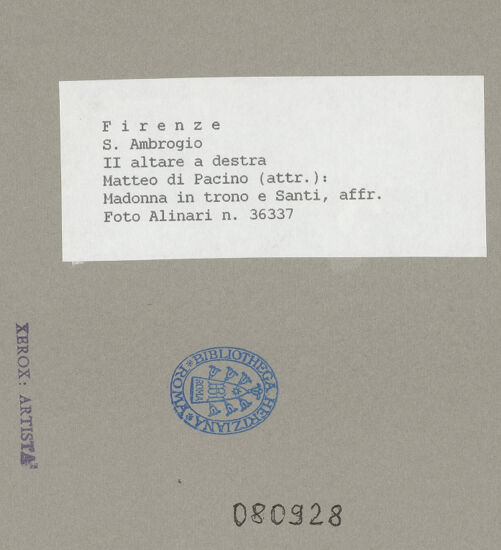 F i r e n z e
S. Ambrogio
II altare a destra
Matteo di Pacino (attr.):
Madonna in trono e Santi, affr.
Foto Alinari n. 36337
XEROX: ARTISTA
BIBLIOTHECA HERTZIANA * ROMA *
ROMA
080928